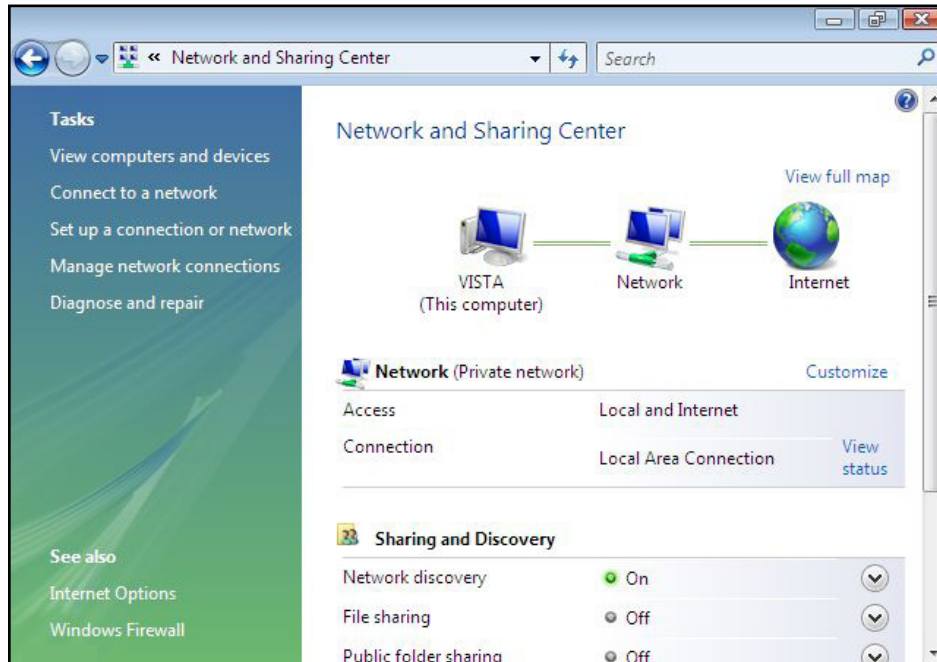 « Network and Sharing Center
Search
Tasks
View computers and devices
Connect to a network
Set up a connection or network
Manage network connections
Diagnose and repair
See also
Internet Options
Windows Firewall
Network and Sharing Center
View full map
VISTA
(This computer)
Network
Internet
Network (Private network)
Customize
Access
Local and Internet
Connection
Local Area Connection
View
status
Sharing and Discovery
Network discovery
On
File sharing
Off
Public folder sharing
Off